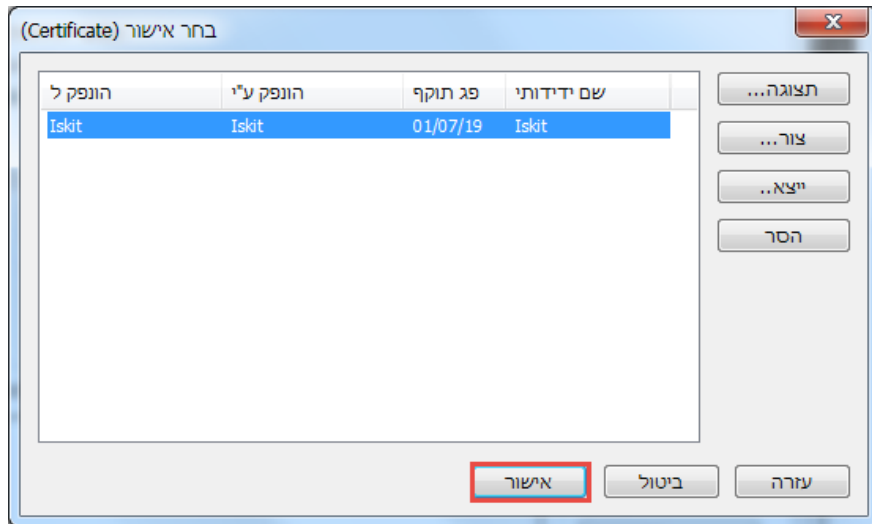 בחר אישור (Certificate)
הונפק ל הונפק ע"י פג תוקף שם ידידותי
Iskit Iskit 01/07/19 Iskit
תצוגה...
צור...
ייצא..
הסר
אישור ביטול עזרה